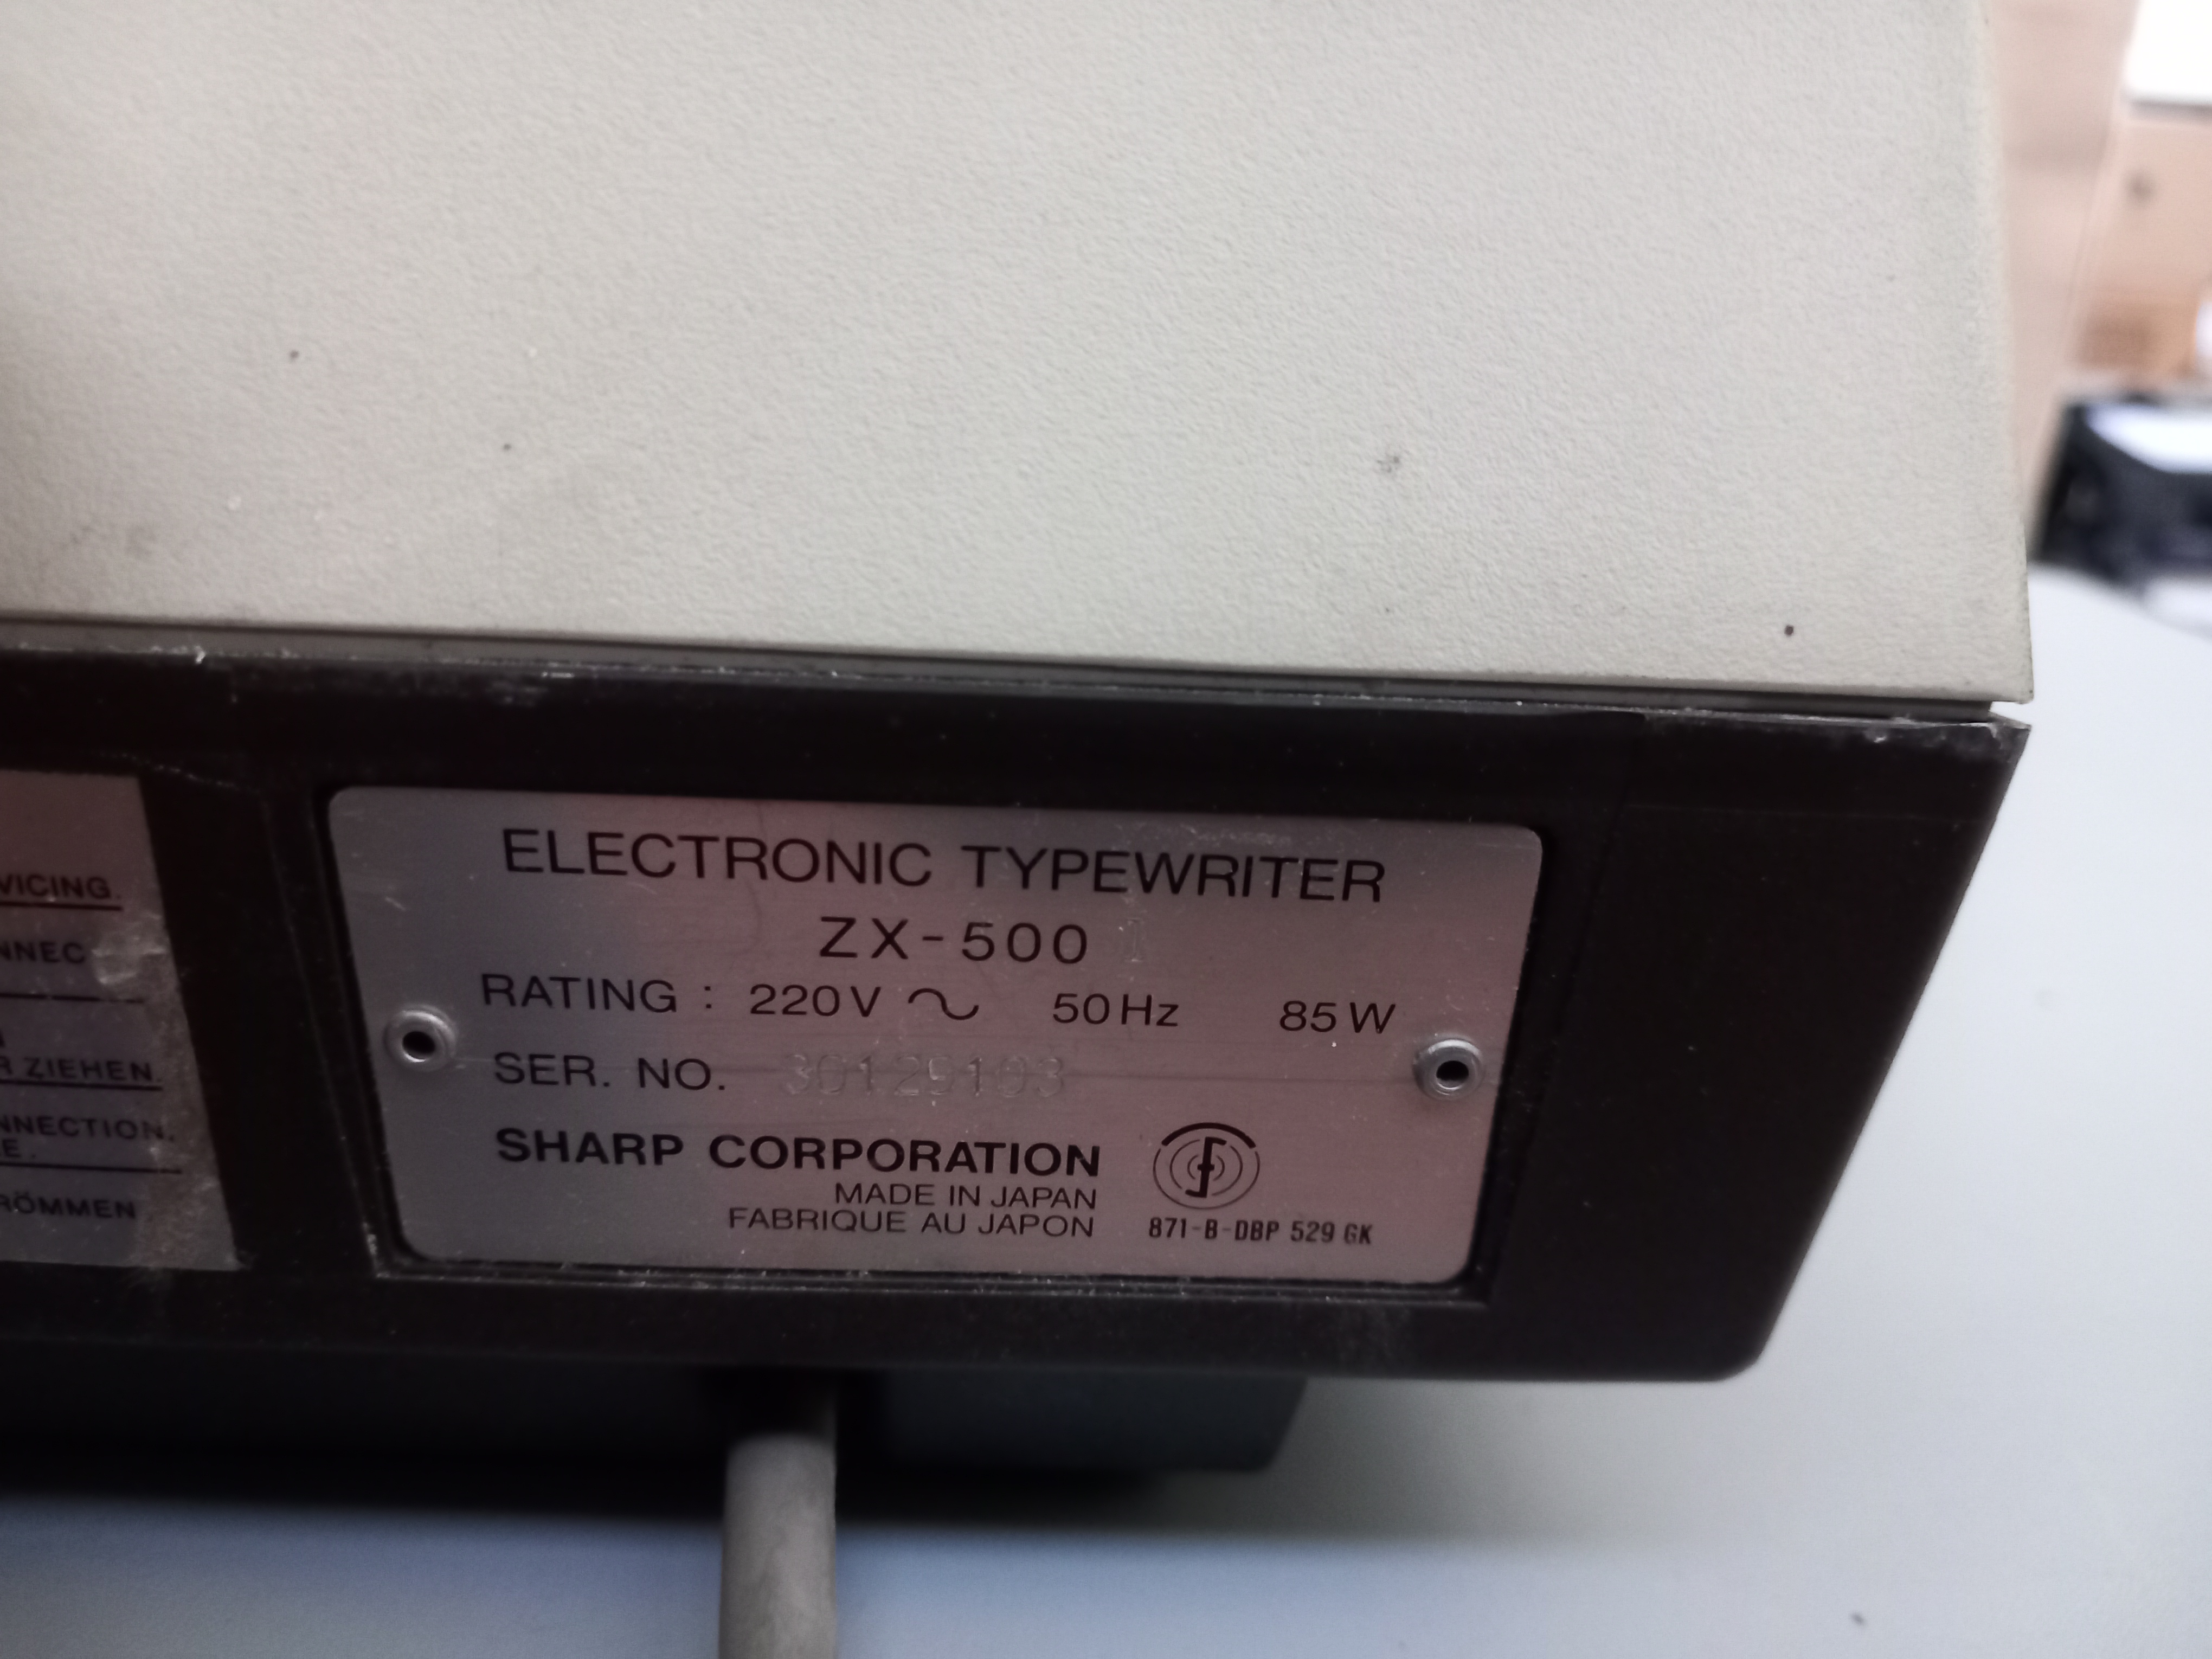 VICING.
NNEC
R ZIEHEN.
NNECTION.
E.
RÖMMEN
ELECTRONIC TYPEWRITER
ZX-500
RATING : 220V ~ 50Hz 85W
SER. NO. 30129103
SHARP CORPORATION
MADE IN JAPAN
FABRIQUE AU JAPON
871-B-DBP 529 GK